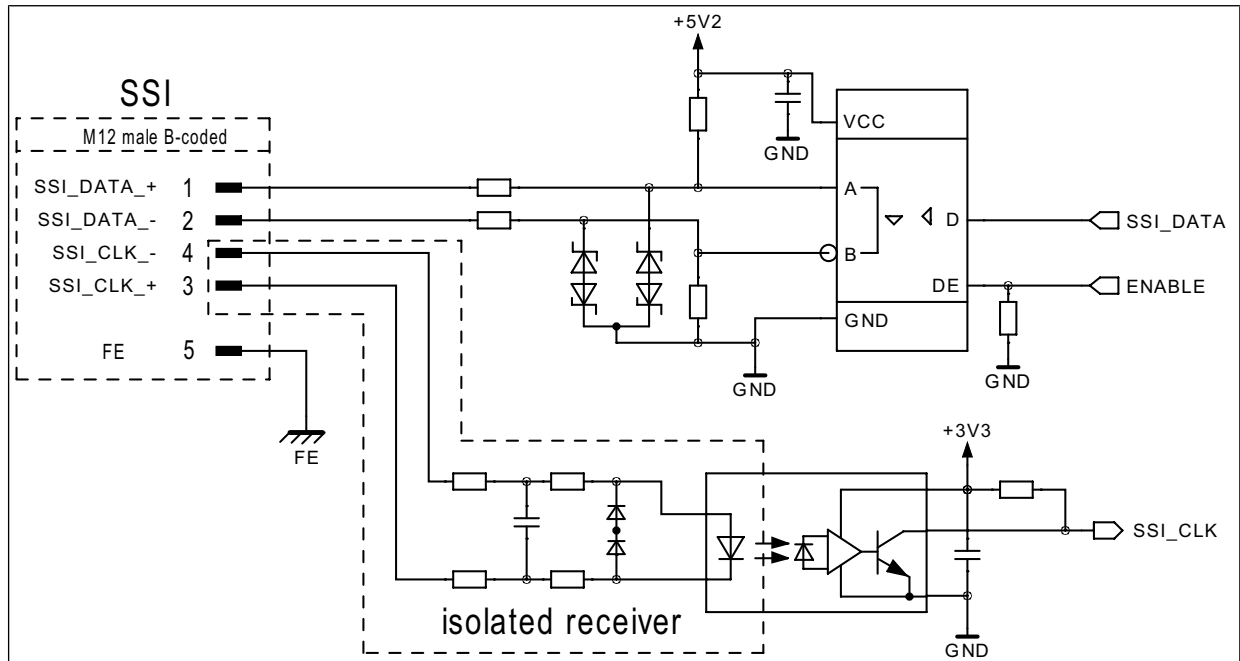 +5V2
SSI
M12 male B-coded
VCC
GND
SSI_DATA_+ 1
A
SSI_DATA_- 2
D
SSI_DATA
SSI_CLK_- 4
B
SSI_CLK_+ 3
DE
ENABLE
GND
FE 5
GND
GND
FE
+3V3
SSI_CLK
isolated receiver
GND